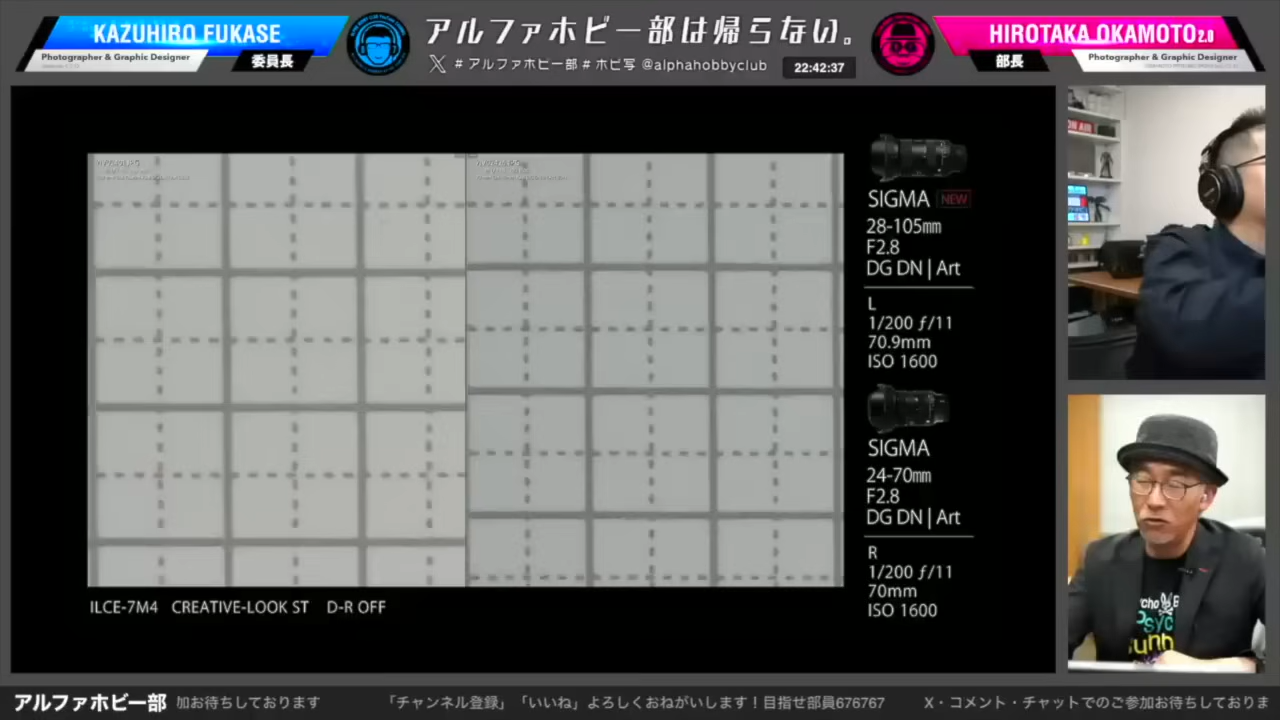 KAZUHIRO FUKASE
Photographer & Graphic Designer
委員長
アルファホビー部は帰らない。
# アルファホビー部 # ホビ写 @alphahobbyclub
22:42:37
HIROTAKA OKAMOTO2.0
部長
Photographer & Graphic Designer
SIGMA NEW
28-105mm
F2.8
DG DN | Art
L
1/200 ƒ/11
70.9mm
ISO 1600
SIGMA
24-70mm
F2.8
DG DN | Art
R
1/200 ƒ/11
70mm
ISO 1600
ILCE-7M4 CREATIVE-LOOK ST D-R OFF
ON AIR
アルファホビー部 加お待ちしております 「チャンネル登録」「いいね」よろしくおねがいします！目指せ部員676767 X・コメント・チャットでのご参加お待ちしておりま